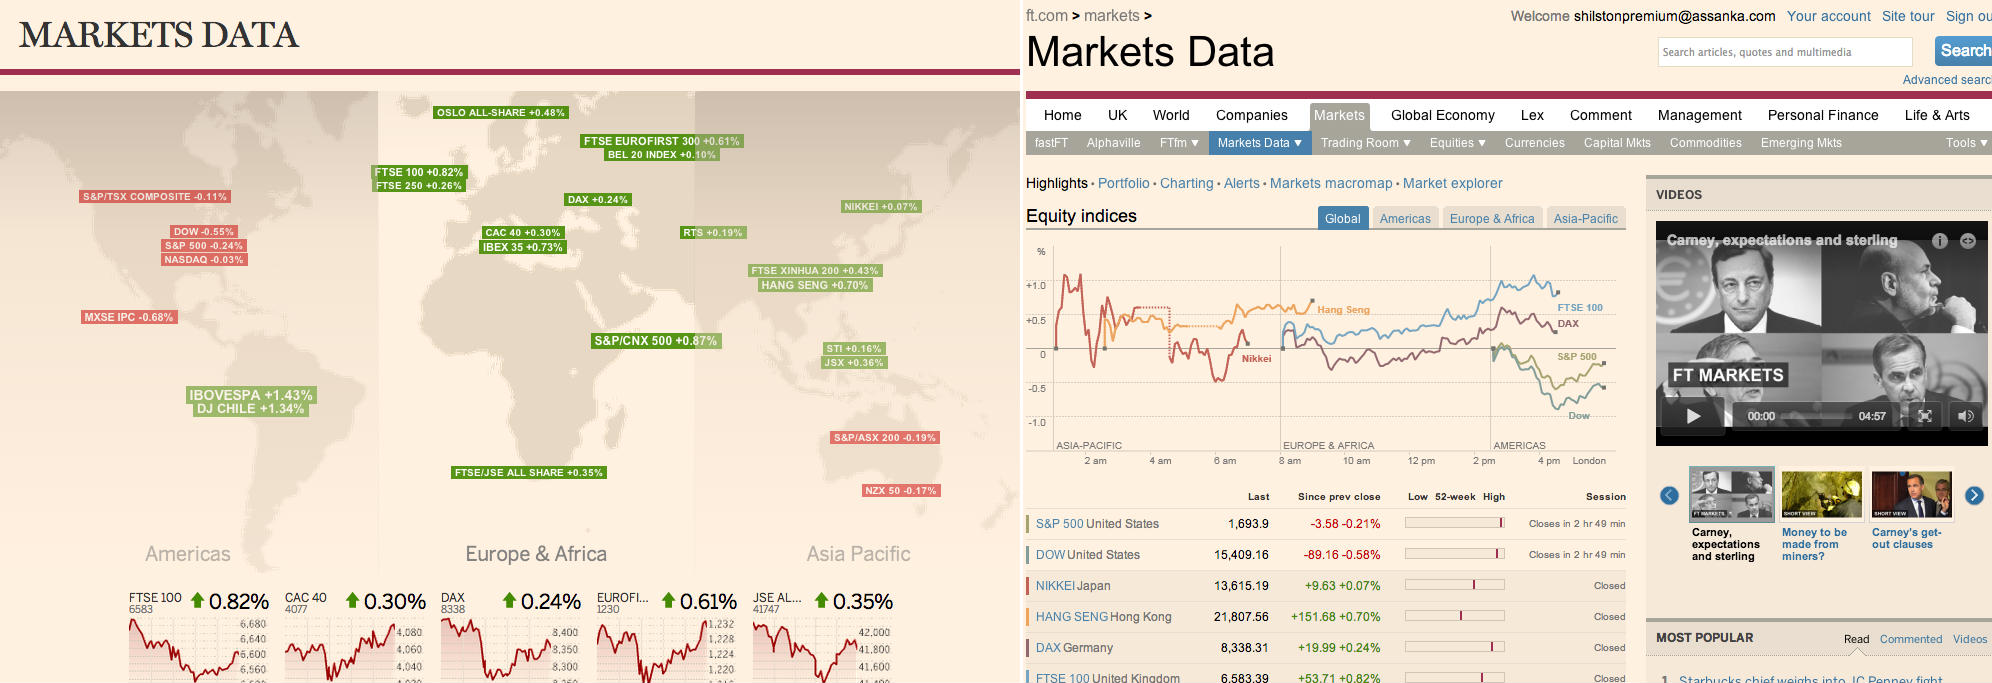 MARKETS DATA
OSLO ALL-SHARE +0.48%
FTSE EUROFIRST 300 +0.61%
BEL 20 INDEX +0.10%
FTSE 100 +0.82%
FTSE 250 +0.26%
S&P/TSX COMPOSITE -0.11%
DAX +0.24%
NIKKEI +0.07%
DOW -0.55%
S&P 500 -0.24%
NASDAQ -0.03%
CAC 40 +0.30%
IBEX 35 +0.73%
RTS +0.19%
FTSE XINHUA 200 +0.43%
HANG SENG +0.70%
MXSE IPC -0.68%
S&P/CNX 500 +0.87%
STI +0.16%
JSX +0.36%
IBOVESPA +1.43%
DJ CHILE +1.34%
S&P/ASX 200 -0.19%
FTSE/JSE ALL SHARE +0.35%
NZX 50 -0.17%
Americas
Europe & Africa
Asia Pacific
FTSE 100 0.82%
6583
6,680
6,640
6,600
6,560
CAC 40 0.30%
4077
4,080
4,060
4,040
DAX 0.24%
8338
8,400
8,350
8,300
EUROFI... 0.61%
1230
1,232
1,228
1,224
1,220
JSE AL... 0.35%
41747
42,000
41,800
41,600
ft.com > markets >
Welcome shilstonpremium@assanka.com Your account Site tour Sign ou
Markets Data
Search articles, quotes and multimedia
Search
Advanced searc
Home UK World Companies Markets Global Economy Lex Comment Management Personal Finance Life & Arts
fastFT Alphaville FTfm Markets Data Trading Room Equities Currencies Capital Mkts Commodities Emerging Mkts Tools
Highlights • Portfolio • Charting • Alerts • Markets macromap • Market explorer
Equity indices
Global Americas Europe & Africa Asia-Pacific
%
+1.0
+0.5
0
-0.5
-1.0
Hang Seng
Nikkei
FTSE 100
DAX
S&P 500
Dow
ASIA-PACIFIC EUROPE & AFRICA AMERICAS
2 am 4 am 6 am 8 am 10 am 12 pm 2 pm 4 pm London
Last Since prev close Low 52-week High Session
S&P 500 United States 1,693.9 -3.58 -0.21% Closes in 2 hr 49 min
DOW United States 15,409.16 -89.16 -0.58% Closes in 2 hr 49 min
NIKKEI Japan 13,615.19 +9.63 +0.07% Closed
HANG SENG Hong Kong 21,807.56 +151.68 +0.70% Closed
DAX Germany 8,338.31 +19.99 +0.24% Closed
FTSE 100 United Kingdom 6,583.39 +53.71 +0.82% Closed
VIDEOS
Carney, expectations and sterling
FT MARKETS
00:00 04:57
FT MARKETS
SHORT VIEW
SHORT VIEW
Carney, expectations and sterling
Money to be made from miners?
Carney's get-out clauses
MOST POPULAR
Read Commented Videos
1. Starbucks chief weighs into JC Penney fight